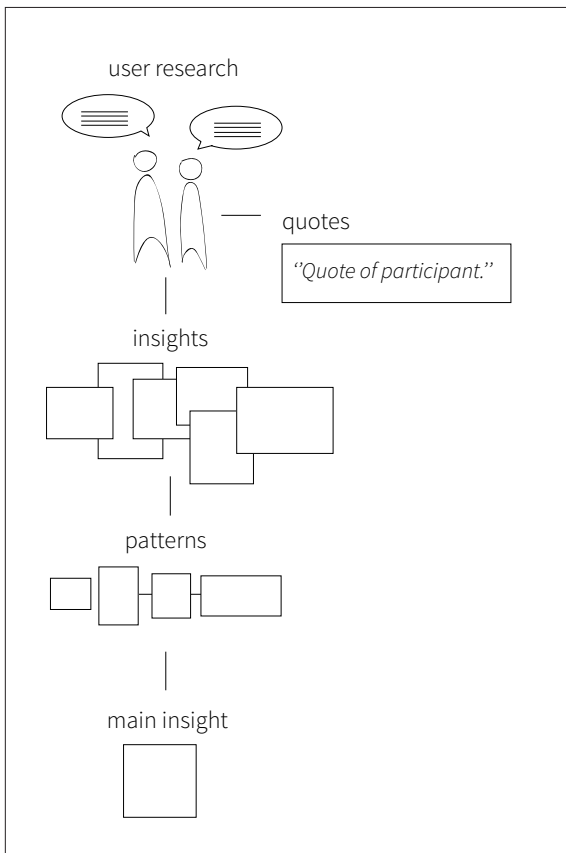 user research
quotes
‘’Quote of participant.’’
insights
patterns
main insight